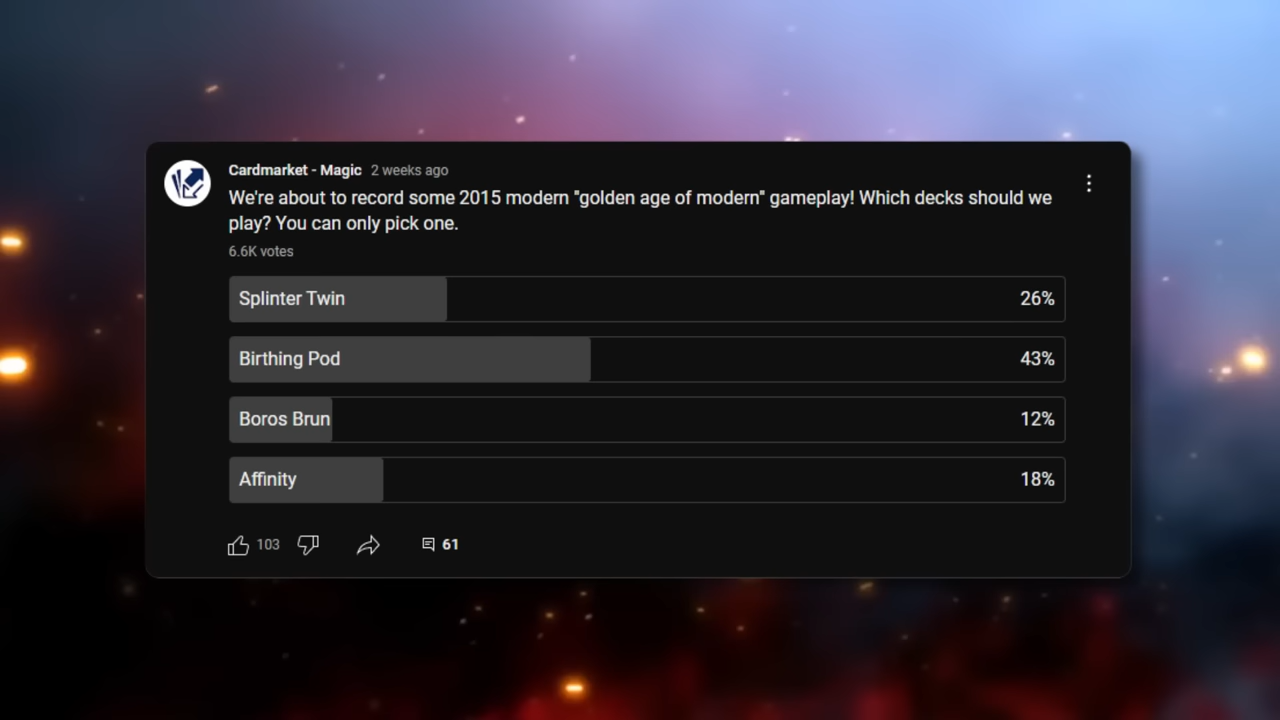 Cardmarket - Magic 2 weeks ago
We're about to record some 2015 modern "golden age of modern" gameplay! Which decks should we
play? You can only pick one.
6.6K votes
Splinter Twin 26%
Birthing Pod 43%
Boros Brun 12%
Affinity 18%
103 61